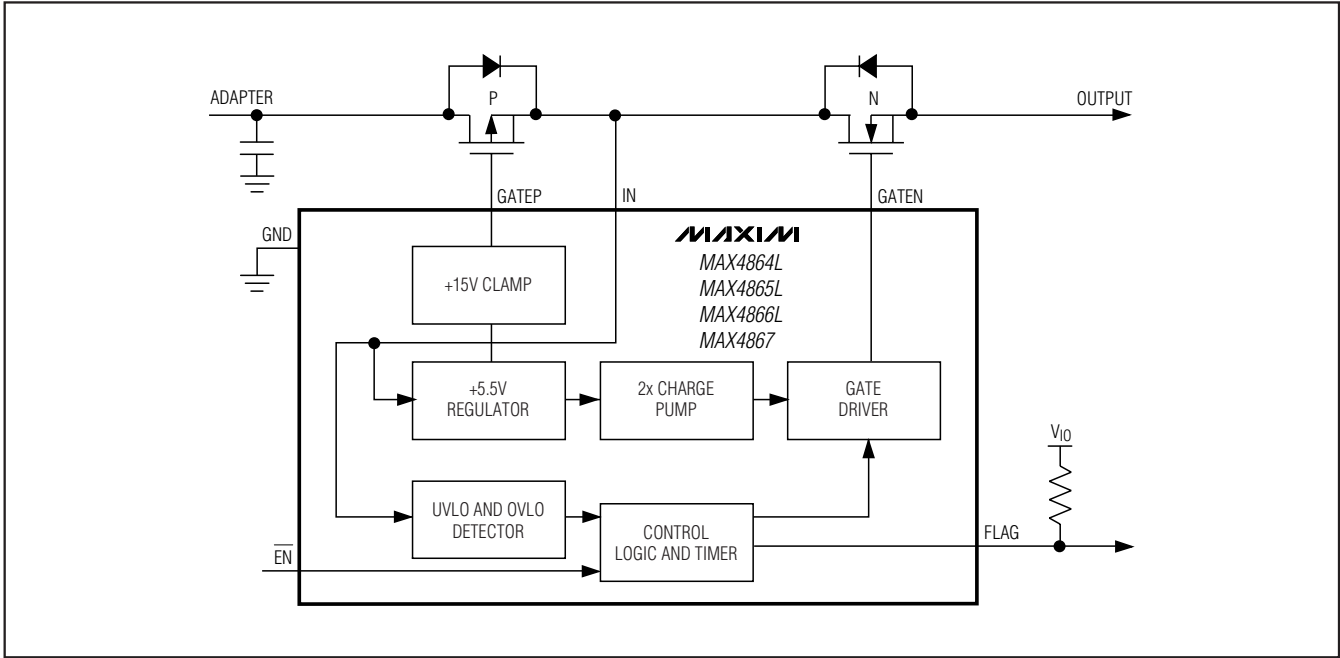 P
N
ADAPTER
OUTPUT
GATEP
IN
GATEN
GND
MAXIM
MAX4864L
MAX4865L
MAX4866L
MAX4867
+15V CLAMP
+5.5V
REGULATOR
2x CHARGE
PUMP
GATE
DRIVER
VIO
UVLO AND OVLO
DETECTOR
CONTROL
LOGIC AND TIMER
FLAG
EN